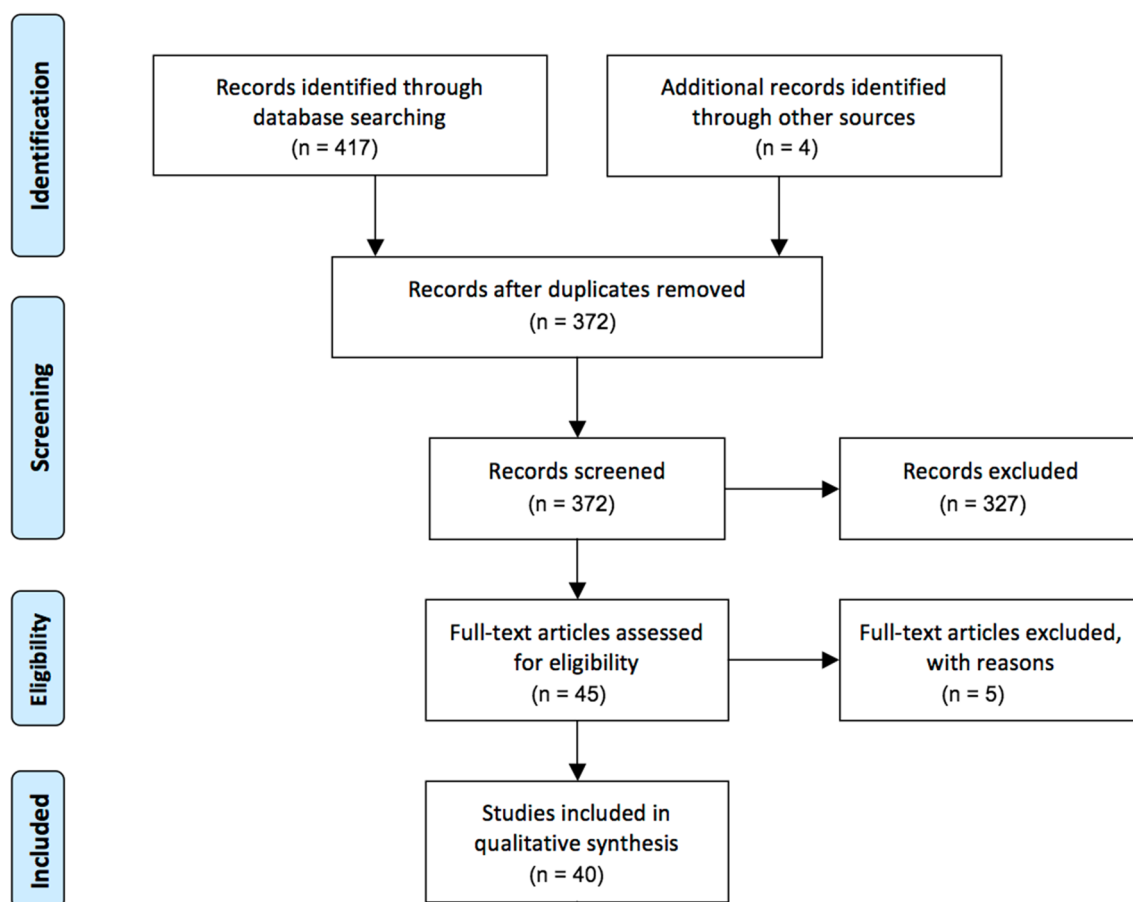 Identification
Records identified through
database searching
(n = 417)
Additional records identified
through other sources
(n = 4)
Records after duplicates removed
(n = 372)
Screening
Records screened
(n = 372)
Records excluded
(n = 327)
Eligibility
Full-text articles assessed
for eligibility
(n = 45)
Full-text articles excluded,
with reasons
(n = 5)
Included
Studies included in
qualitative synthesis
(n = 40)